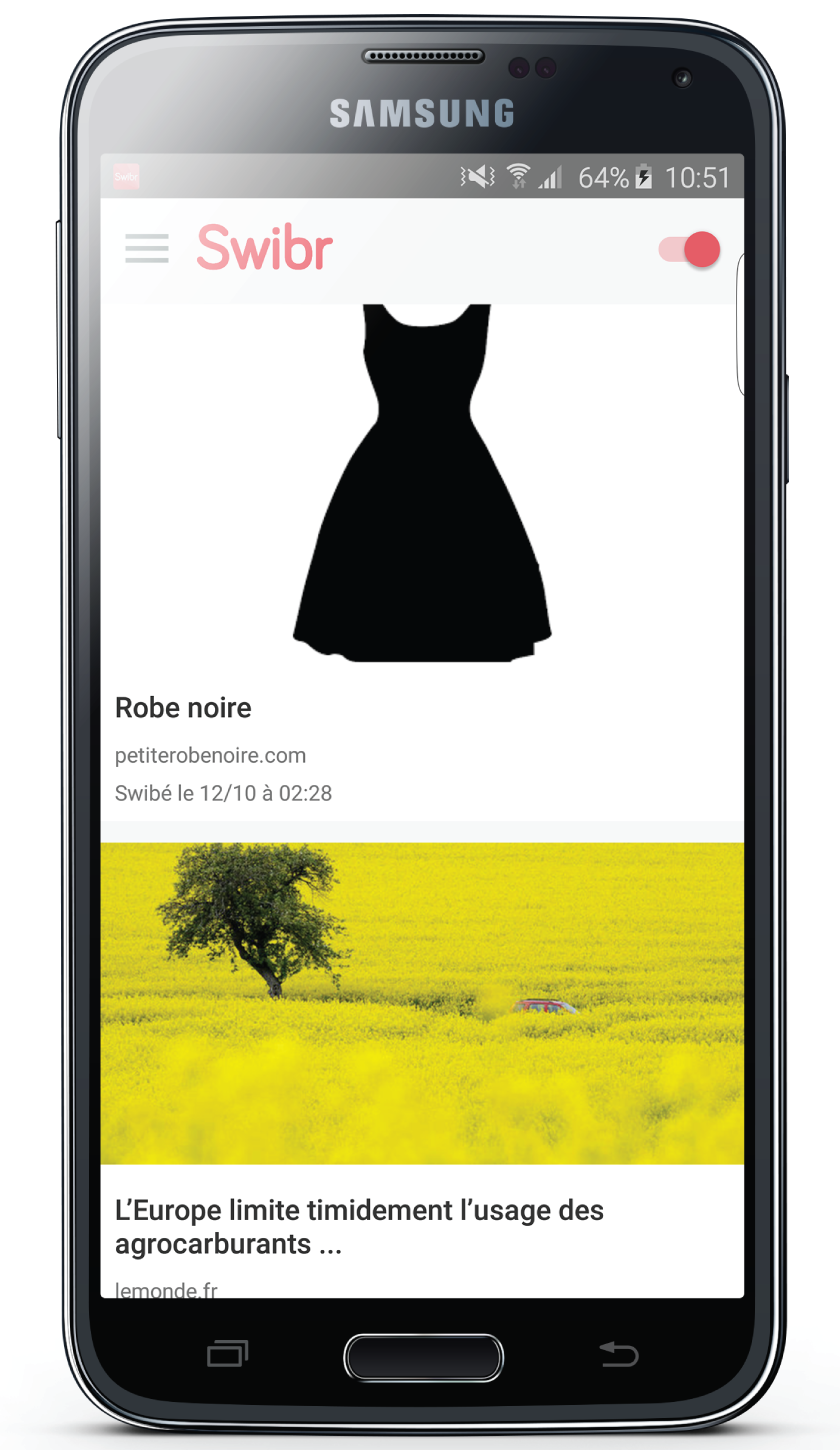 SAMSUNG
Swibr 64% 10:51
Swibr
Robe noire
petiterobenoire.com
Swibé le 12/10 à 02:28
L’Europe limite timidement l’usage des
agrocarburants ...
lemonde.fr